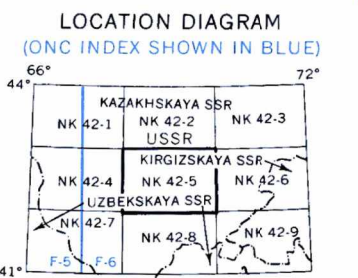 LOCATION DIAGRAM
(ONC INDEX SHOWN IN BLUE)
66° 72°
44°
KAZAKHSKAYA SSR
NK 42-1 NK 42-2 NK 42-3
USSR
KIRGIZSKAYA SSR
NK 42-4 NK 42-5 NK 42-6
UZBEKSKAYA SSR
NK 42-7 NK 42-8 NK 42-9
F-5 F-6
41°